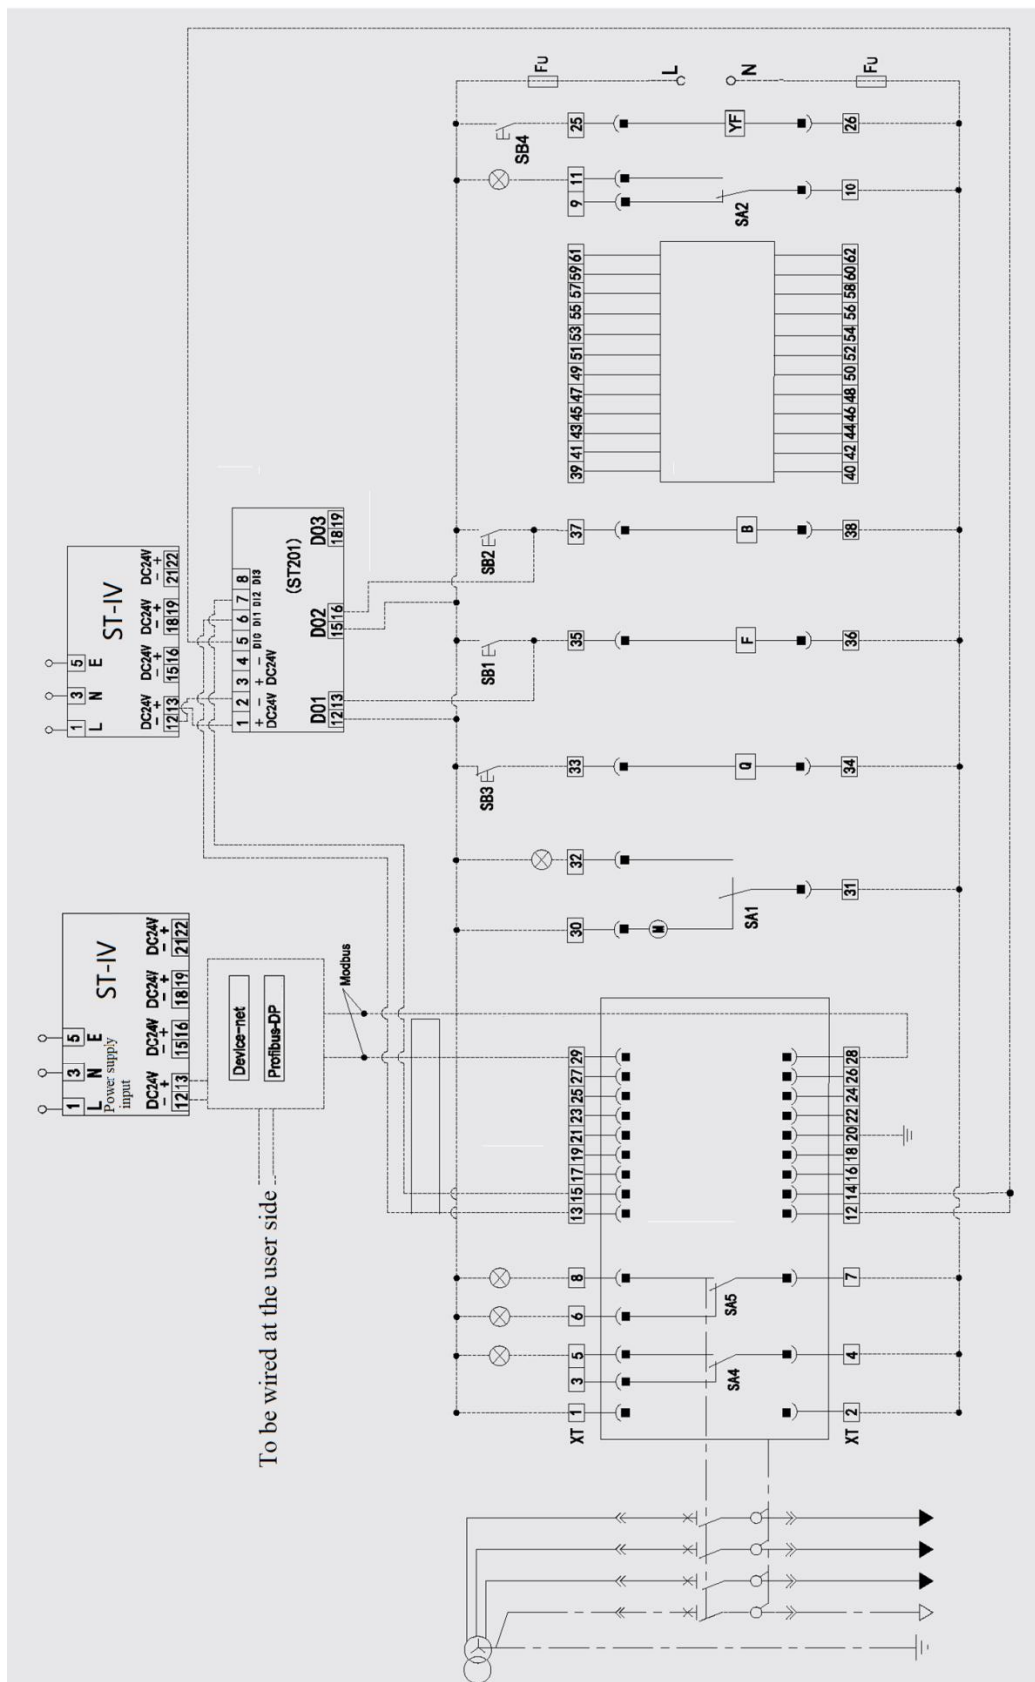 FU
L
N
FU
SB4
25
YF
26
11
9
SA2
10
39 41 43 45 47 49 51 53 55 57 59 61
40 42 44 46 48 50 52 54 56 58 60 62
SB2
37
B
38
SB1
35
F
36
SB3
33
Q
34
32
30
M
SA1
31
1 3 5
L N E
ST-IV
DC24V DC24V DC24V DC24V
- + - + - + - +
12 13 15 16 18 19 21 22
1 2 3 4 5 6 7 8
+ - + - DI0 DI1 DI2 DI3
DC24V DC24V
(ST201)
DO1 DO2 DO3
12 13 15 16 18 19
1 3 5
L N E
Power supply
input
ST-IV
DC24V DC24V DC24V DC24V
- + - + - + - +
12 13 15 16 18 19 21 22
Device-net
Profibus-DP
Modbus
To be wired at the user side
13 15 17 19 21 23 25 27 29
12 14 16 18 20 22 24 26 28
XT 1 3 5 6 8
SA4
SA5
XT 2 4 7